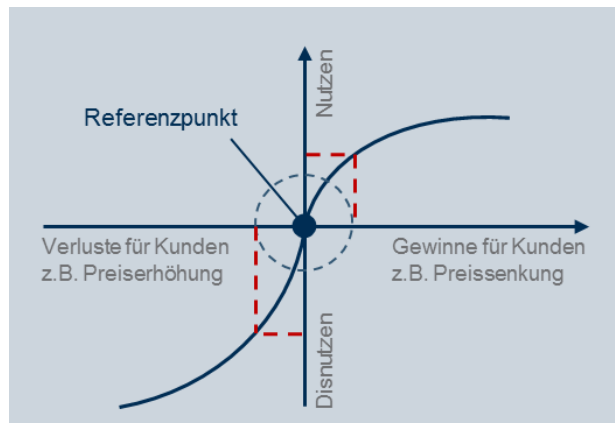 Nutzen
Referenzpunkt
Verluste für Kunden
z.B. Preiserhöhung
Gewinne für Kunden
z.B. Preissenkung
Disnutzen